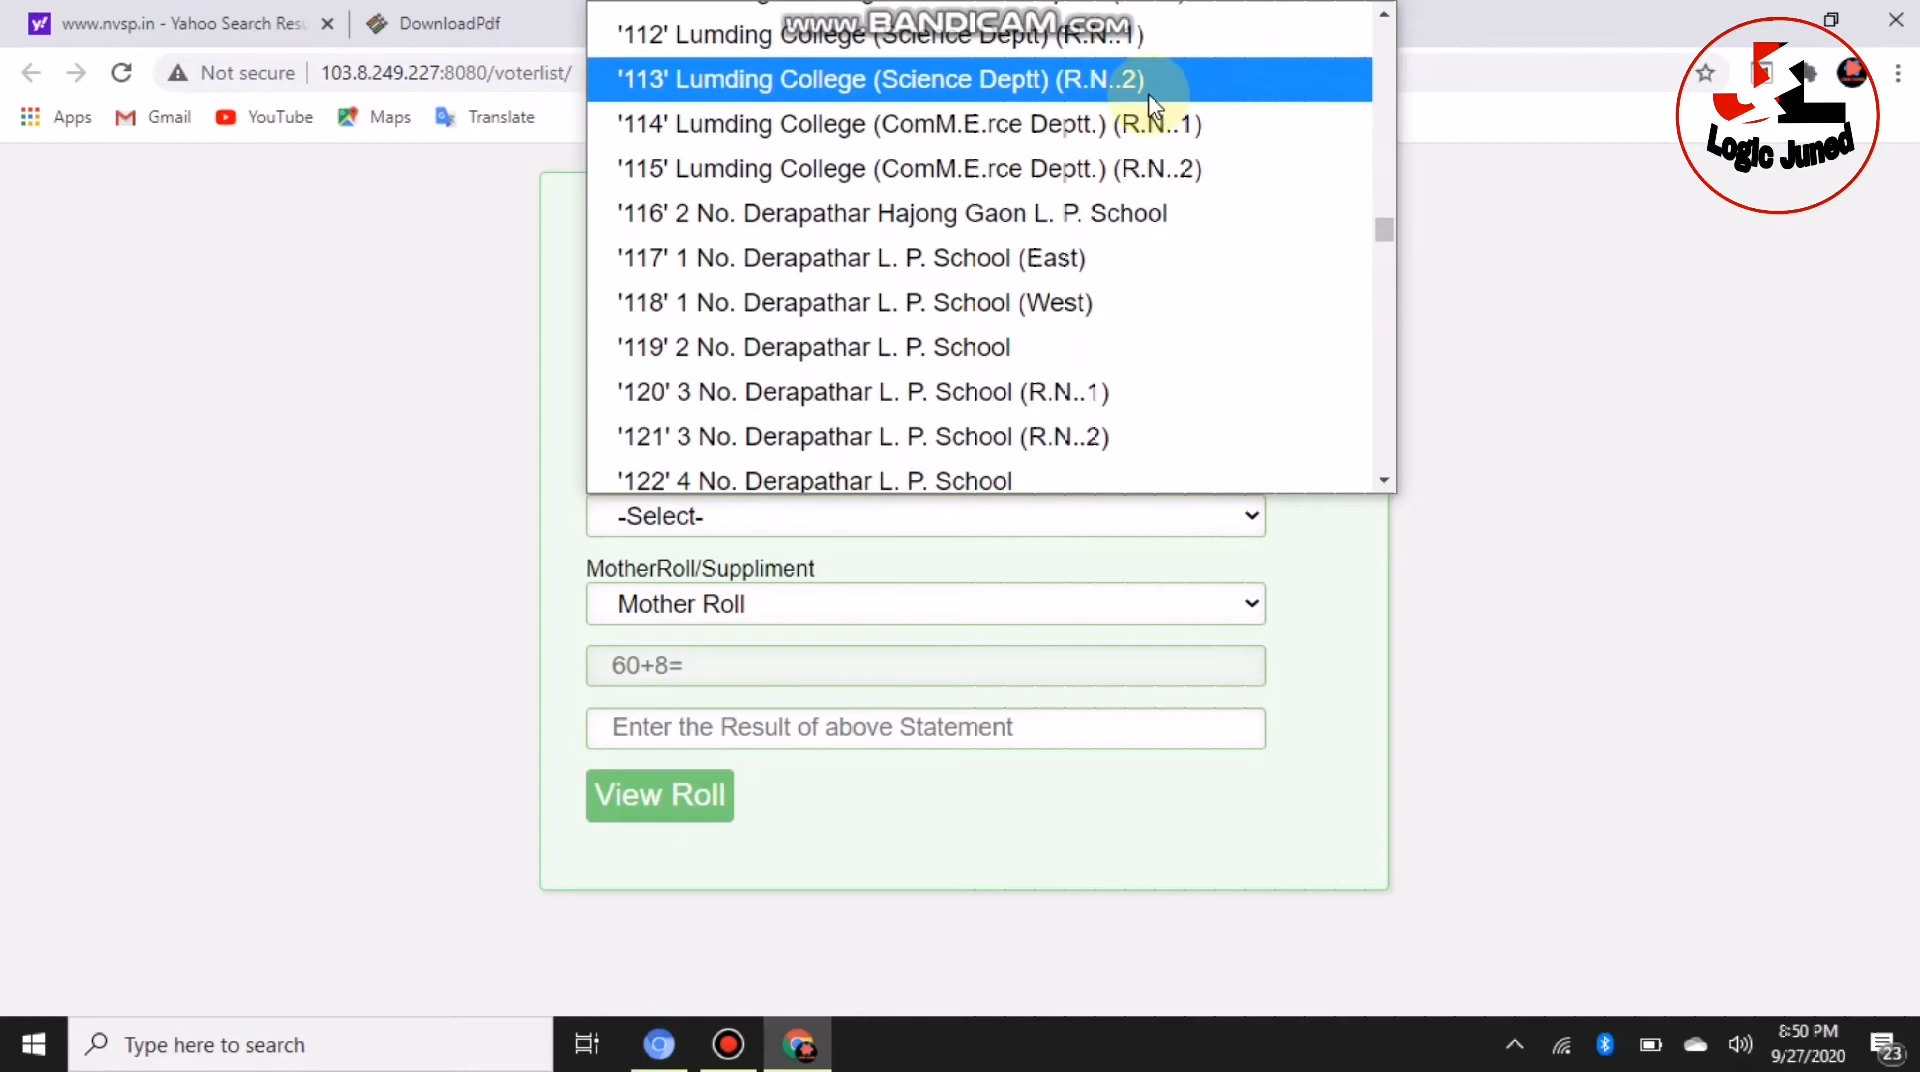 www.nvsp.in - Yahoo Search Resu
DownloadPdf
www.BANDICAM.com
Not secure
103.8.249.227:8080/voterlist/
Apps
Gmail
YouTube
Maps
Translate
Logic Juned
'112' Lumding College (Science Deptt) (R.N..1)
'113' Lumding College (Science Deptt) (R.N..2)
'114' Lumding College (ComM.E.rce Deptt.) (R.N..1)
'115' Lumding College (ComM.E.rce Deptt.) (R.N..2)
'116' 2 No. Derapathar Hajong Gaon L. P. School
'117' 1 No. Derapathar L. P. School (East)
'118' 1 No. Derapathar L. P. School (West)
'119' 2 No. Derapathar L. P. School
'120' 3 No. Derapathar L. P. School (R.N..1)
'121' 3 No. Derapathar L. P. School (R.N..2)
'122' 4 No. Derapathar L. P. School
-Select-
MotherRoll/Suppliment
Mother Roll
60+8=
Enter the Result of above Statement
View Roll
Type here to search
8:50 PM
9/27/2020
23